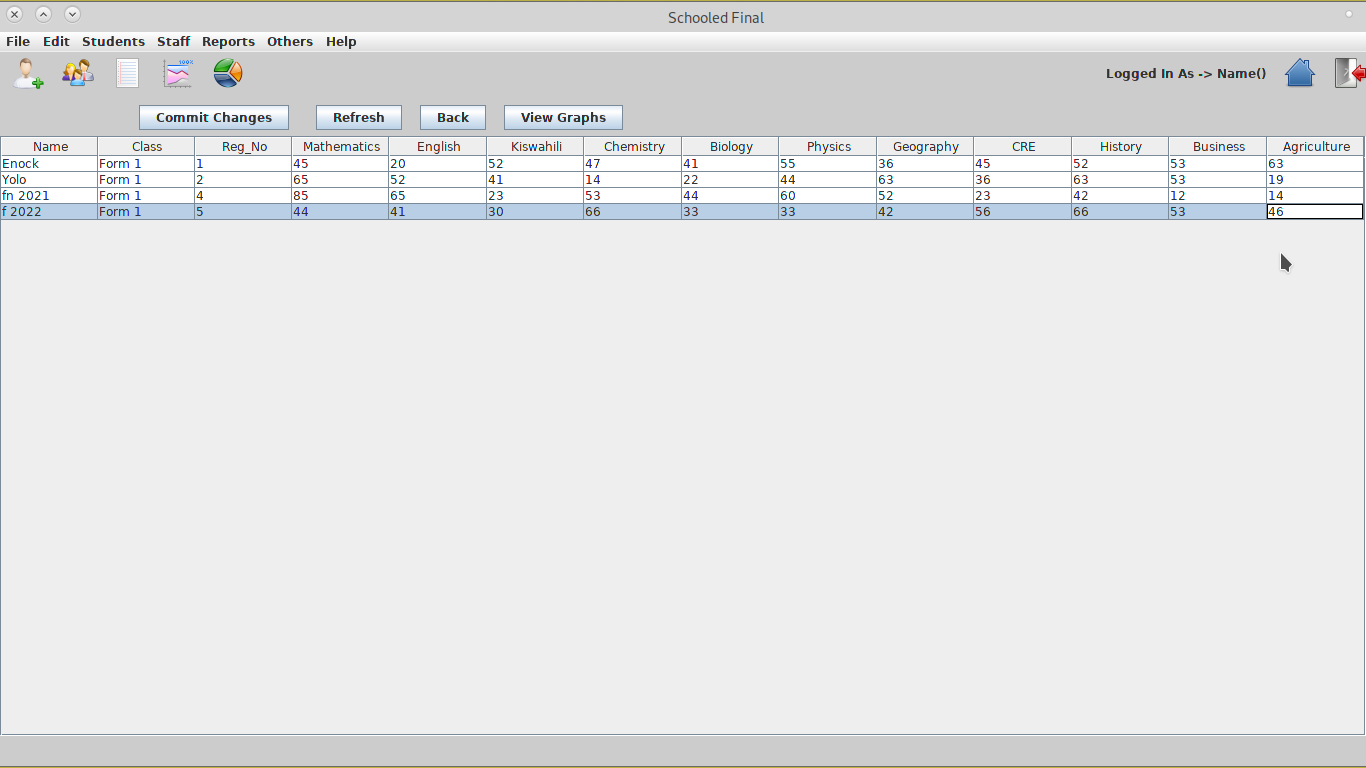 Schooled Final
File Edit Students Staff Reports Others Help
100%
Logged In As -> Name()
Commit Changes Refresh Back View Graphs
Name Class Reg_No Mathematics English Kiswahili Chemistry Biology Physics Geography CRE History Business Agriculture
Enock Form 1 1 45 20 52 47 41 55 36 45 52 53 63
Yolo Form 1 2 65 52 41 14 22 44 63 36 63 53 19
fn 2021 Form 1 4 85 65 23 53 44 60 52 23 42 12 14
f 2022 Form 1 5 44 41 30 66 33 33 42 56 66 53 46